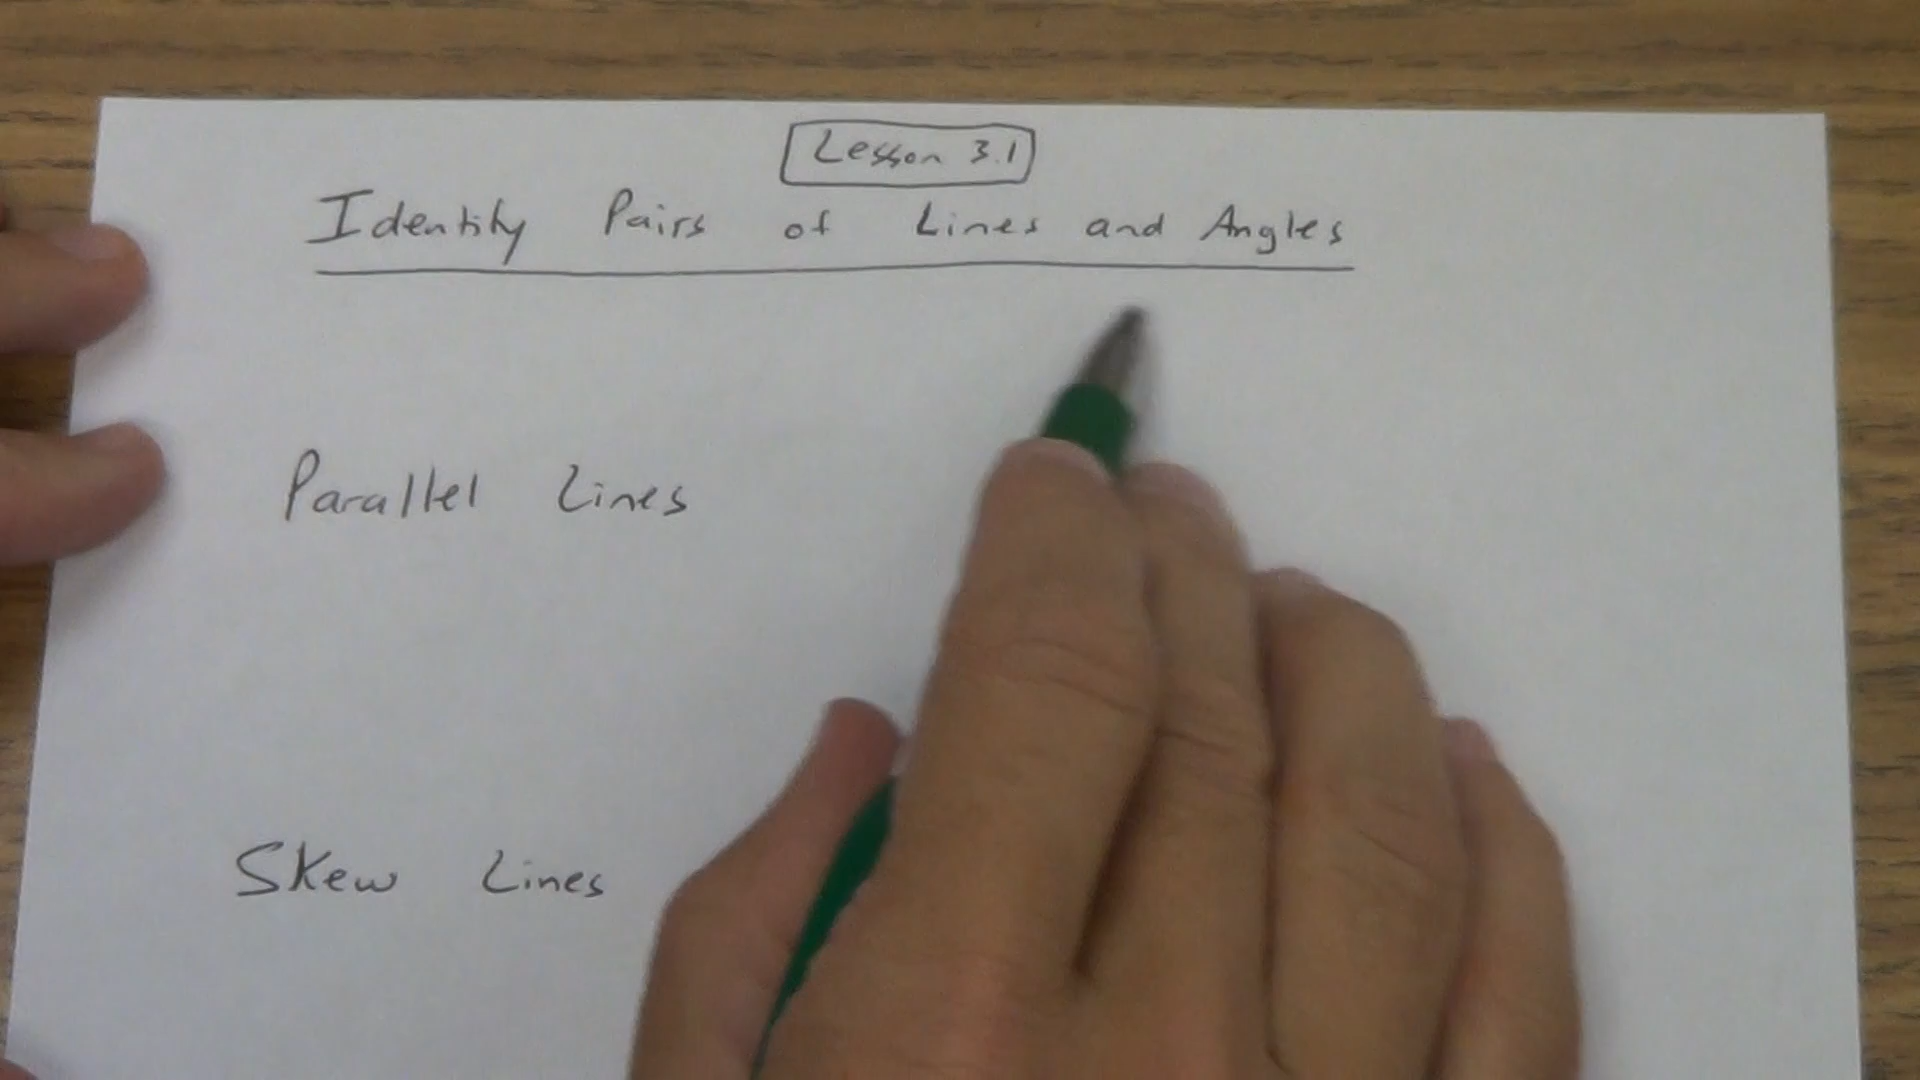 Lesson 3.1
Identify Pairs of Lines and Angles
Parallel Lines
Skew Lines